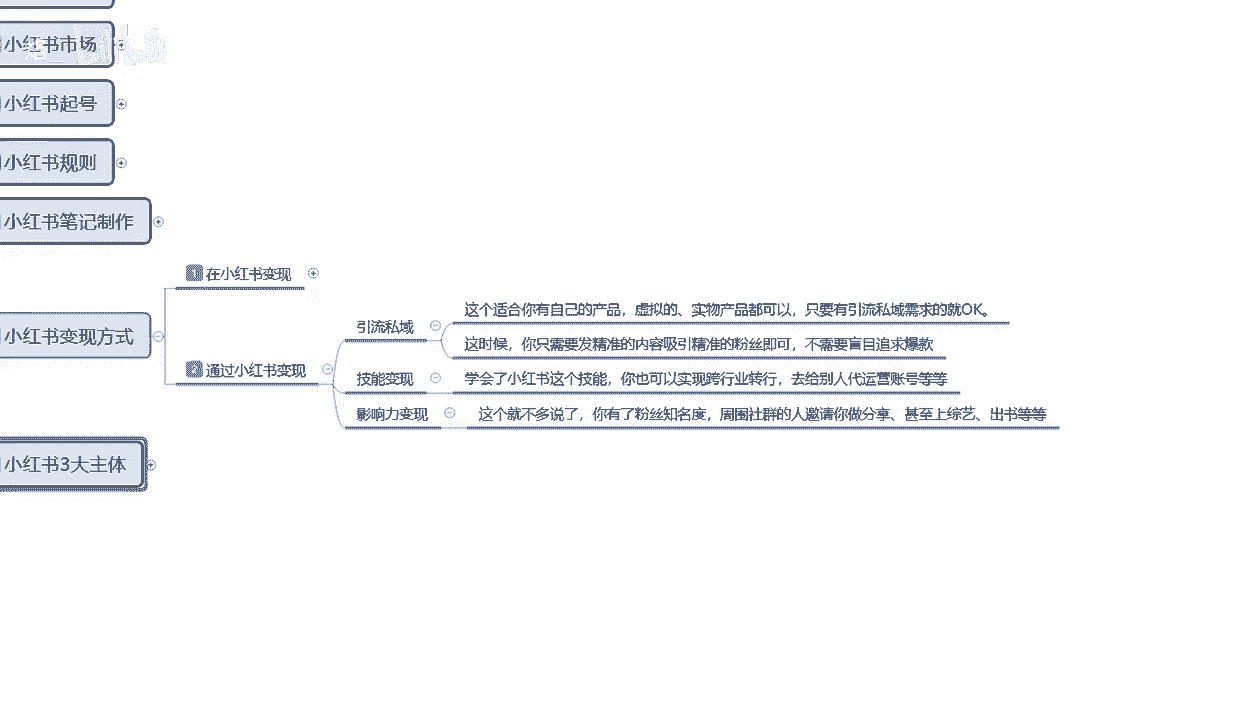 小红书市场
小红书起号
小红书规则
小红书笔记制作
小红书变现方式
1 在小红书变现
2 通过小红书变现
引流私域
这个适合你有自己的产品，虚拟的、实物产品都可以，只要有引流私域需求的就OK。
这时候，你只需要发精准的内容吸引精准的粉丝即可，不需要盲目追求爆款
技能变现
学会了小红书这个技能，你也可以实现跨行业转行，去给别人代运营账号等等
影响力变现
这个就不多说了，你有了粉丝知名度，周围社群的人邀请你做分享、甚至上综艺、出书等等
小红书3大主体